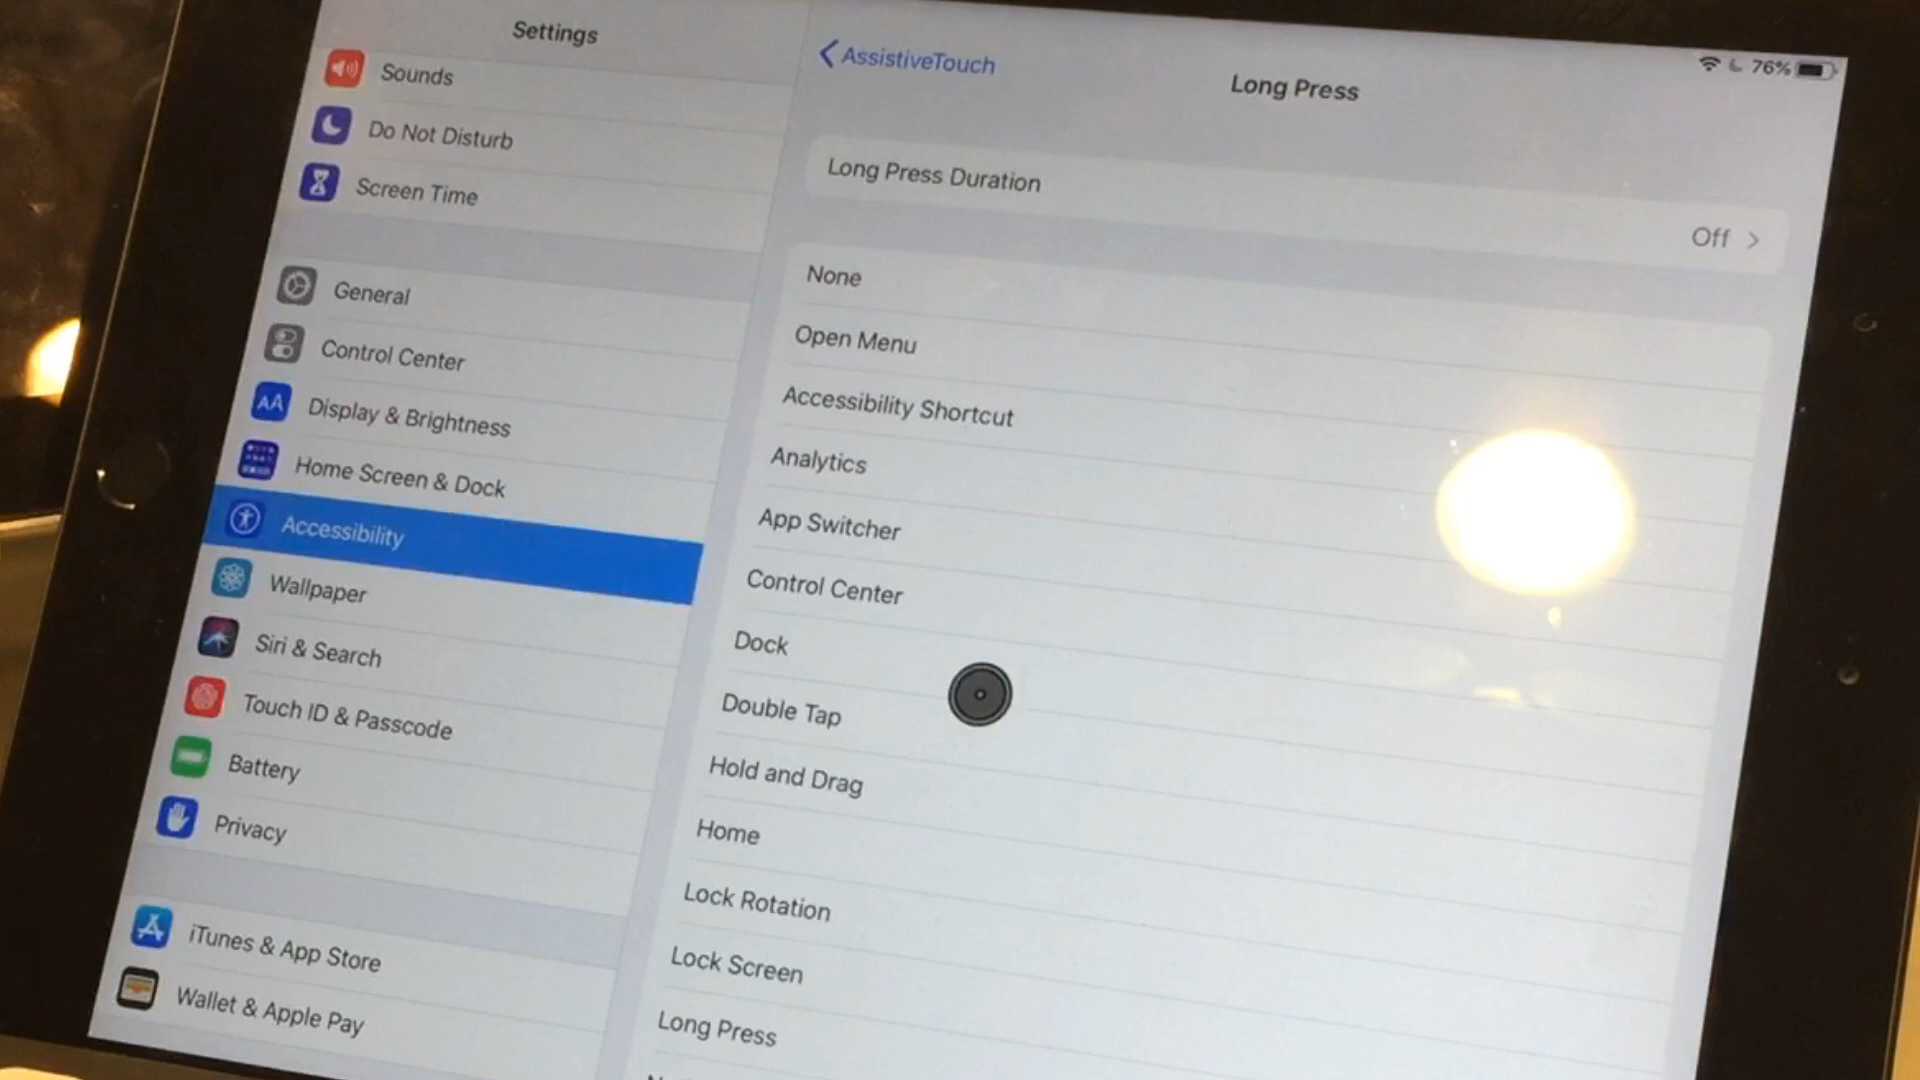 Settings
Sounds
Do Not Disturb
Screen Time
General
Control Center
AA
Display & Brightness
Home Screen & Dock
Accessibility
Wallpaper
Siri & Search
Touch ID & Passcode
Battery
Privacy
iTunes & App Store
Wallet & Apple Pay
AssistiveTouch
Long Press
76%
Long Press Duration
Off
None
Open Menu
Accessibility Shortcut
Analytics
App Switcher
Control Center
Dock
Double Tap
Hold and Drag
Home
Lock Rotation
Lock Screen
Long Press